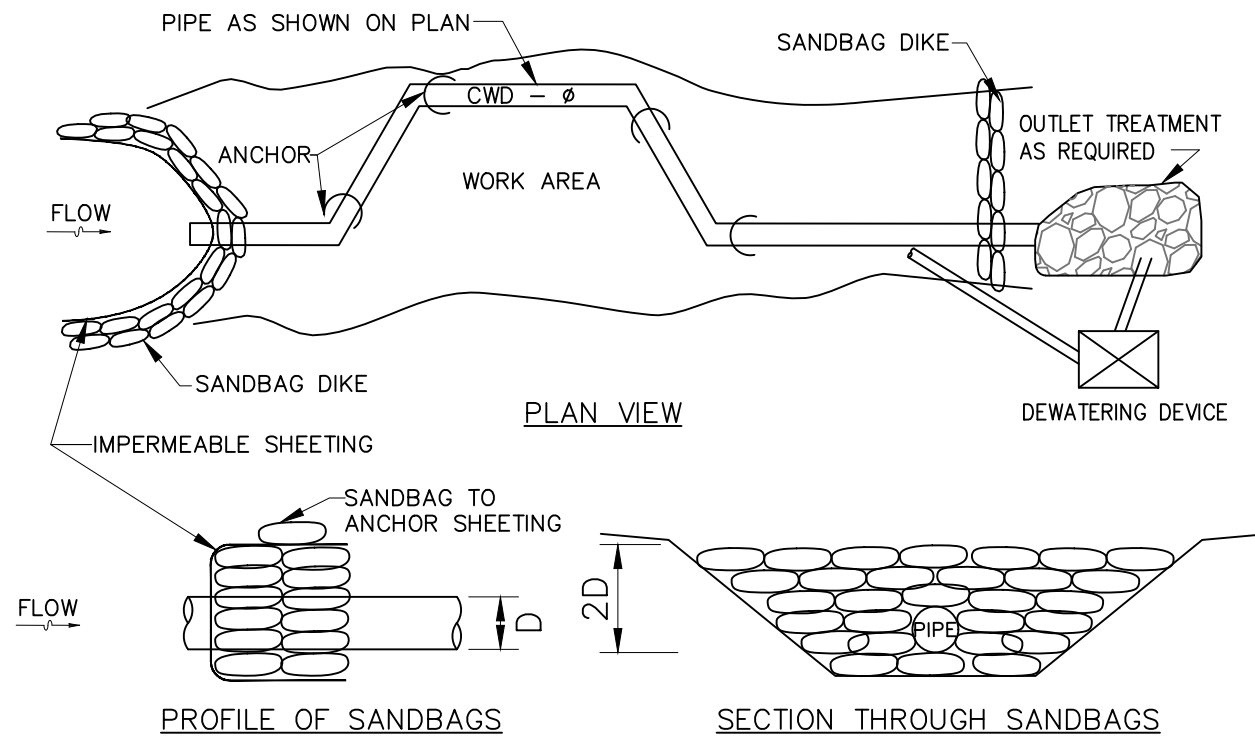 PIPE AS SHOWN ON PLAN
SANDBAG DIKE
CWD – ø
OUTLET TREATMENT
AS REQUIRED
ANCHOR
WORK AREA
FLOW
SANDBAG DIKE
PLAN VIEW
DEWATERING DEVICE
IMPERMEABLE SHEETING
SANDBAG TO
ANCHOR SHEETING
FLOW
D
2D
PIPE
PROFILE OF SANDBAGS
SECTION THROUGH SANDBAGS